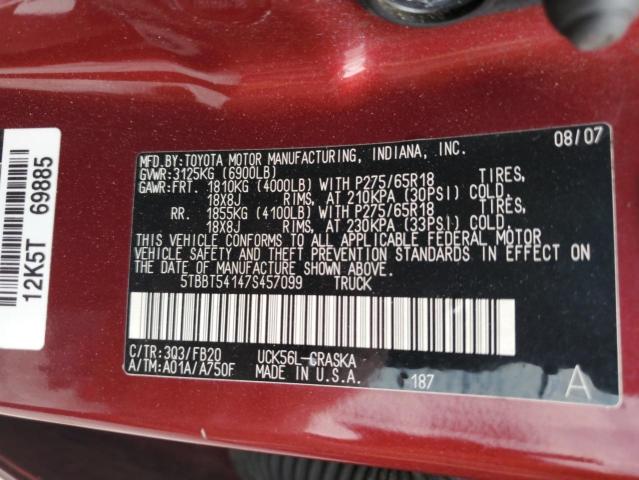 12K5T 69885
08/07
MFD.BY:TOYOTA MOTOR MANUFACTURING, INDIANA, INC.
GVWR:3125KG (6900LB)
GAWR:FRT. 1810KG (4000LB) WITH P275/65R18 TIRES,
18X8J RIMS, AT 210KPA (30PSI) COLD.
RR. 1855KG (4100LB) WITH P275/65R18 TIRES,
18X8J RIMS, AT 230KPA (33PSI) COLD.
THIS VEHICLE CONFORMS TO ALL APPLICABLE FEDERAL MOTOR
VEHICLE SAFETY AND THEFT PREVENTION STANDARDS IN EFFECT ON
THE DATE OF MANUFACTURE SHOWN ABOVE.
5TBBT54147S457099 TRUCK
C/TR:3Q3/FB20 UCK56L-CRASKA
A/TM:A01A/A750F MADE IN U.S.A. 187 A